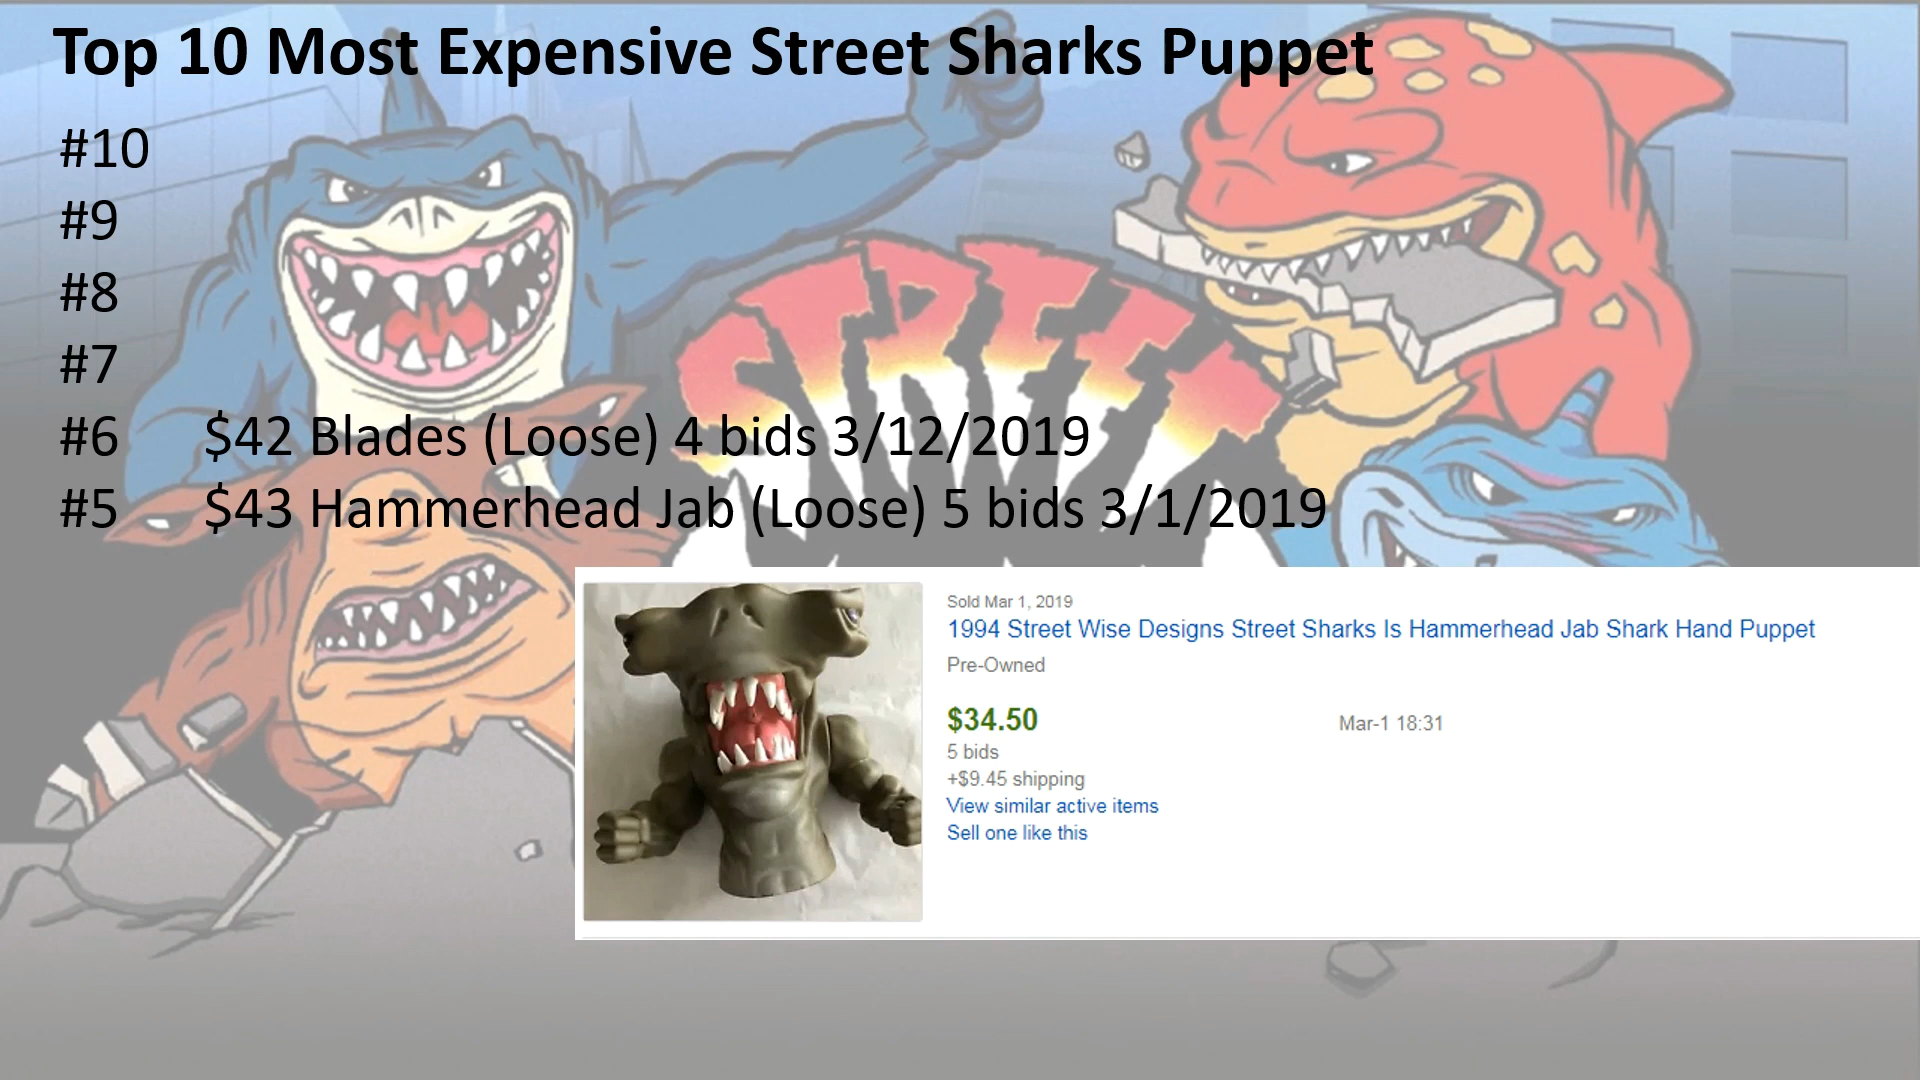 Top 10 Most Expensive Street Sharks Puppet
#10
#9
#8
#7
#6 $42 Blades (Loose) 4 bids 3/12/2019
#5 $43 Hammerhead Jab (Loose) 5 bids 3/1/2019
STREET
Sold Mar 1, 2019
1994 Street Wise Designs Street Sharks Is Hammerhead Jab Shark Hand Puppet
Pre-Owned
$34.50 Mar-1 18:31
5 bids
+$9.45 shipping
View similar active items
Sell one like this